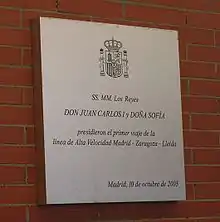 SS. MM. Los Reyes
DON JUAN CARLOS I y DOÑA SOFÍA
presidieron el primer viaje de la
línea de Alta Velocidad Madrid - Zaragoza - Lleida
Madrid, 10 de octubre de 2003